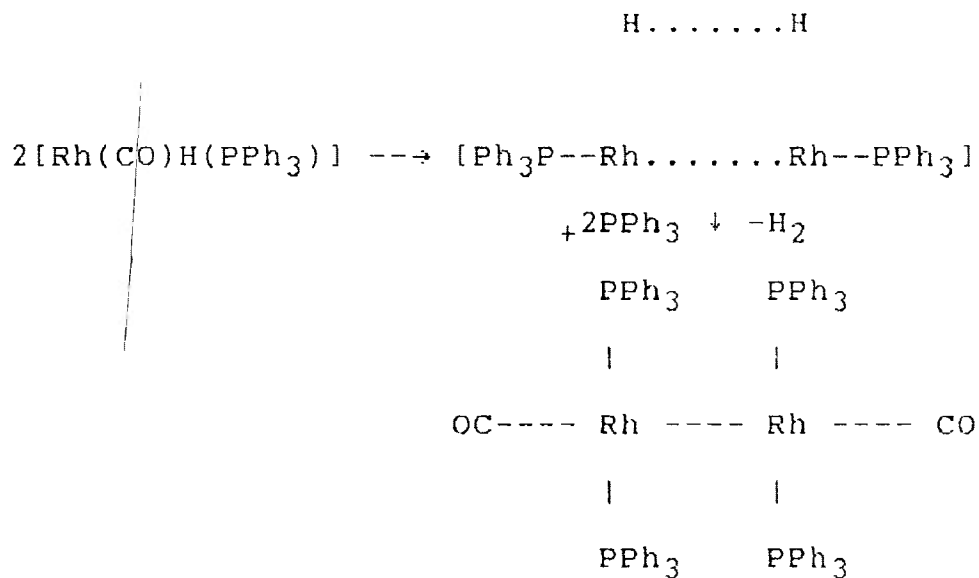 H.......H
2[Rh(CO)H(PPh3)] --→ [Ph3P--Rh.......Rh--PPh3]
+2PPh3 ↓ -H2
PPh3 PPh3
| |
OC---- Rh ---- Rh ---- CO
| |
PPh3 PPh3